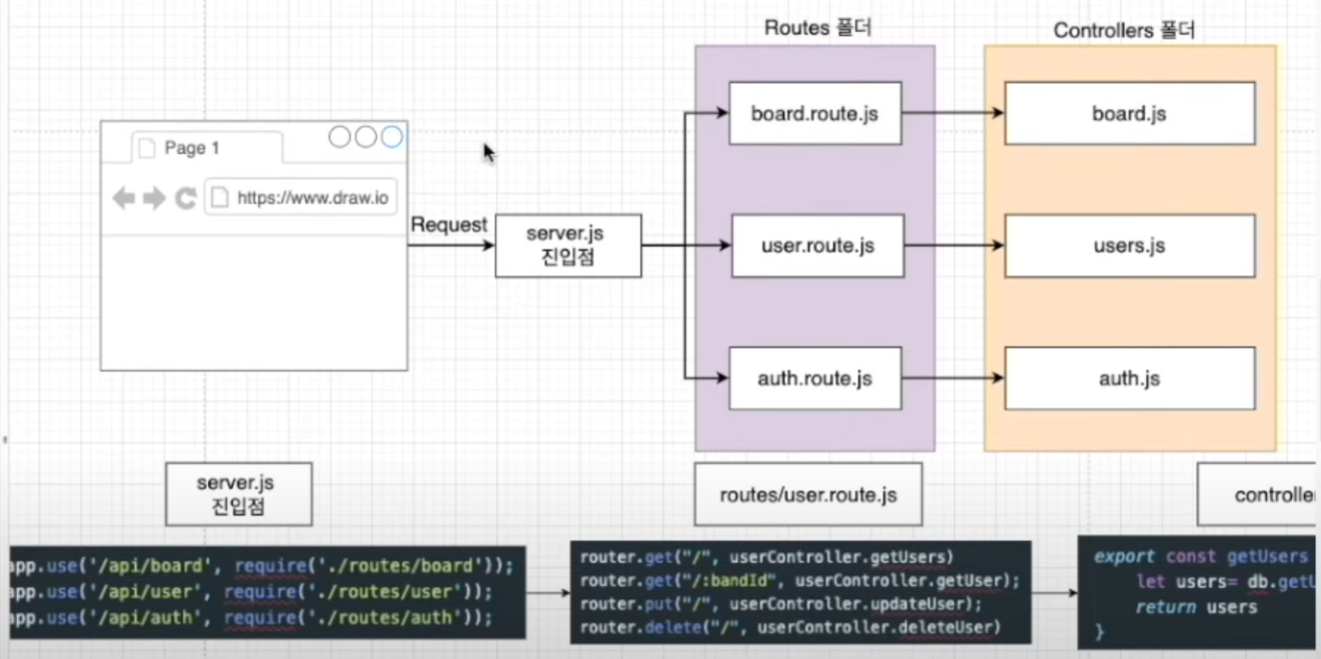 Routes 폴더
Controllers 폴더
Page 1
https://www.draw.io
Request
server.js
진입점
board.route.js
board.js
user.route.js
users.js
auth.route.js
auth.js
server.js
진입점
routes/user.route.js
controlle
app.use('/api/board', require('./routes/board'));
app.use('/api/user', require('./routes/user'));
app.use('/api/auth', require('./routes/auth'));
router.get("/", userController.getUsers)
router.get("/:bandId", userController.getUser);
router.put("/", userController.updateUser);
router.delete("/", userController.deleteUser)
export const getUsers
let users= db.getU
return users
}